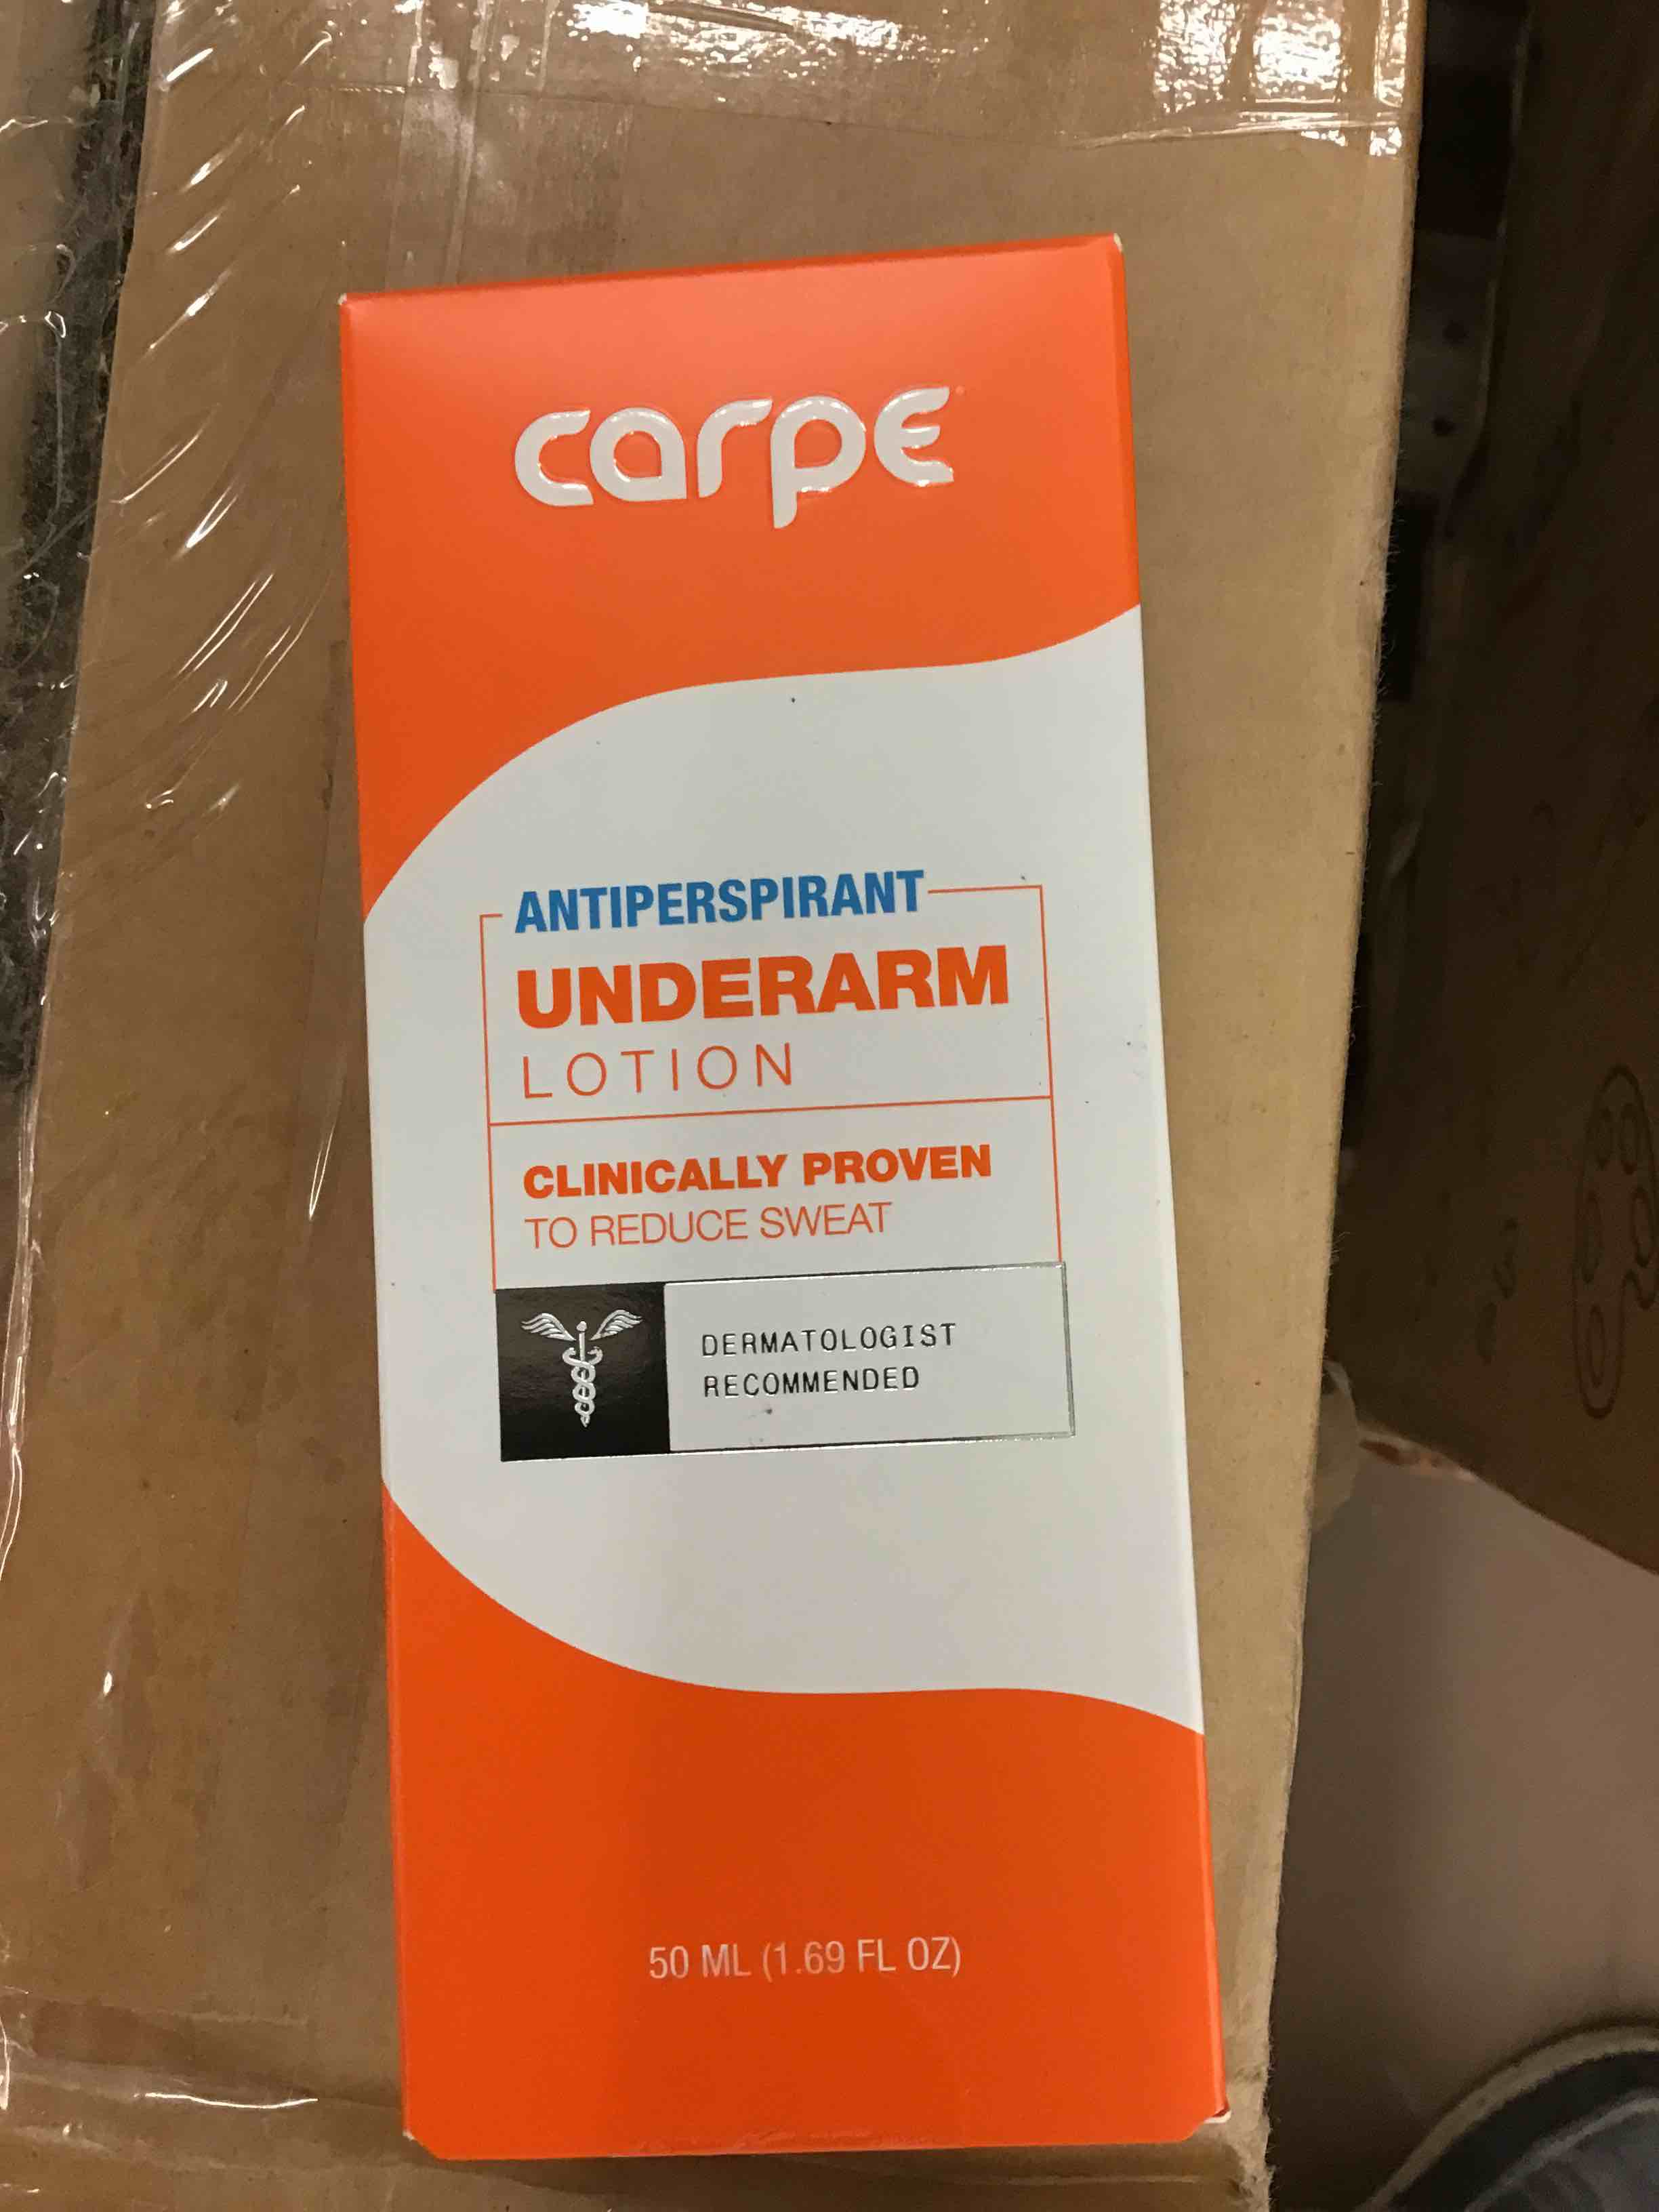 carpe
ANTIPERSPIRANT
UNDERARM
LOTION
CLINICALLY PROVEN
TO REDUCE SWEAT
DERMATOLOGIST
RECOMMENDED
50 ML (1.69 FL OZ)